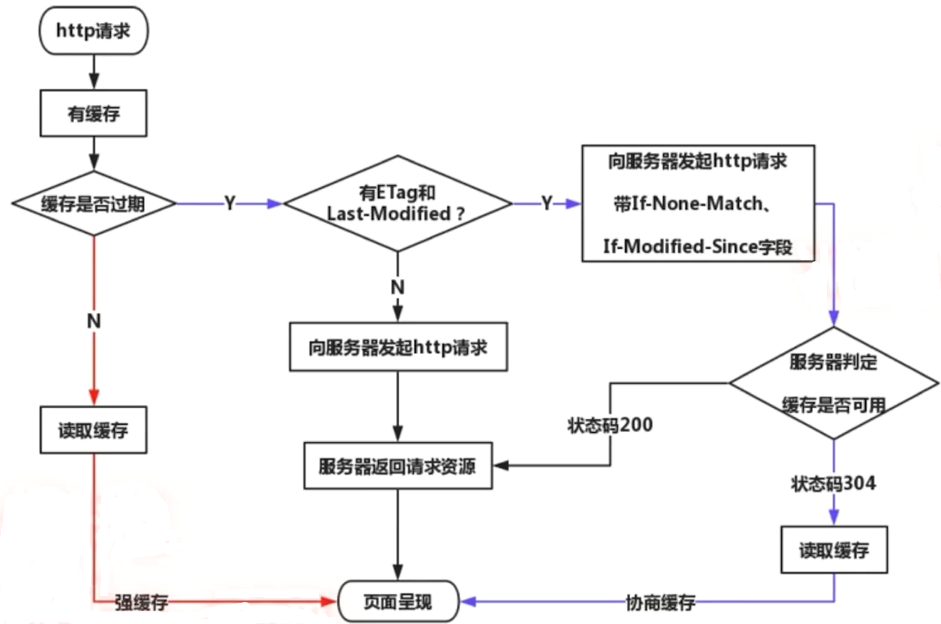 http请求
有缓存
缓存是否过期
Y
有ETag和
Last-Modified？
Y
向服务器发起http请求
带If-None-Match、
If-Modified-Since字段
N
N
向服务器发起http请求
服务器判定
缓存是否可用
读取缓存
状态码200
服务器返回请求资源
状态码304
读取缓存
强缓存
页面呈现
协商缓存